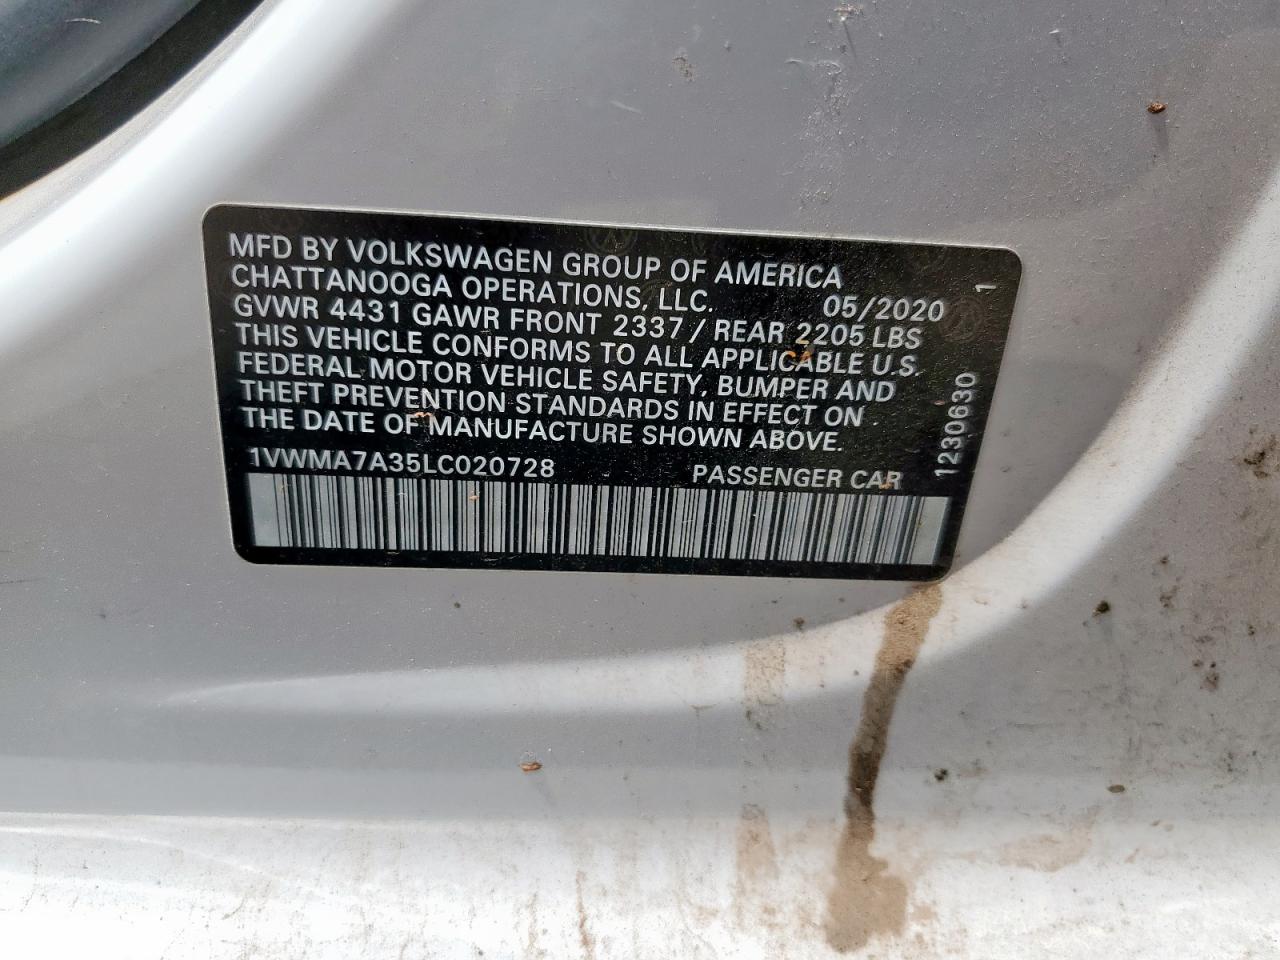 MFD BY VOLKSWAGEN GROUP OF AMERICA
CHATTANOOGA OPERATIONS, LLC. 05/2020
GVWR 4431 GAWR FRONT 2337 / REAR 2205 LBS
THIS VEHICLE CONFORMS TO ALL APPLICABLE U.S.
FEDERAL MOTOR VEHICLE SAFETY, BUMPER AND
THEFT PREVENTION STANDARDS IN EFFECT ON
THE DATE OF MANUFACTURE SHOWN ABOVE.
1VWMA7A35LC020728 PASSENGER CAR
1230630 1